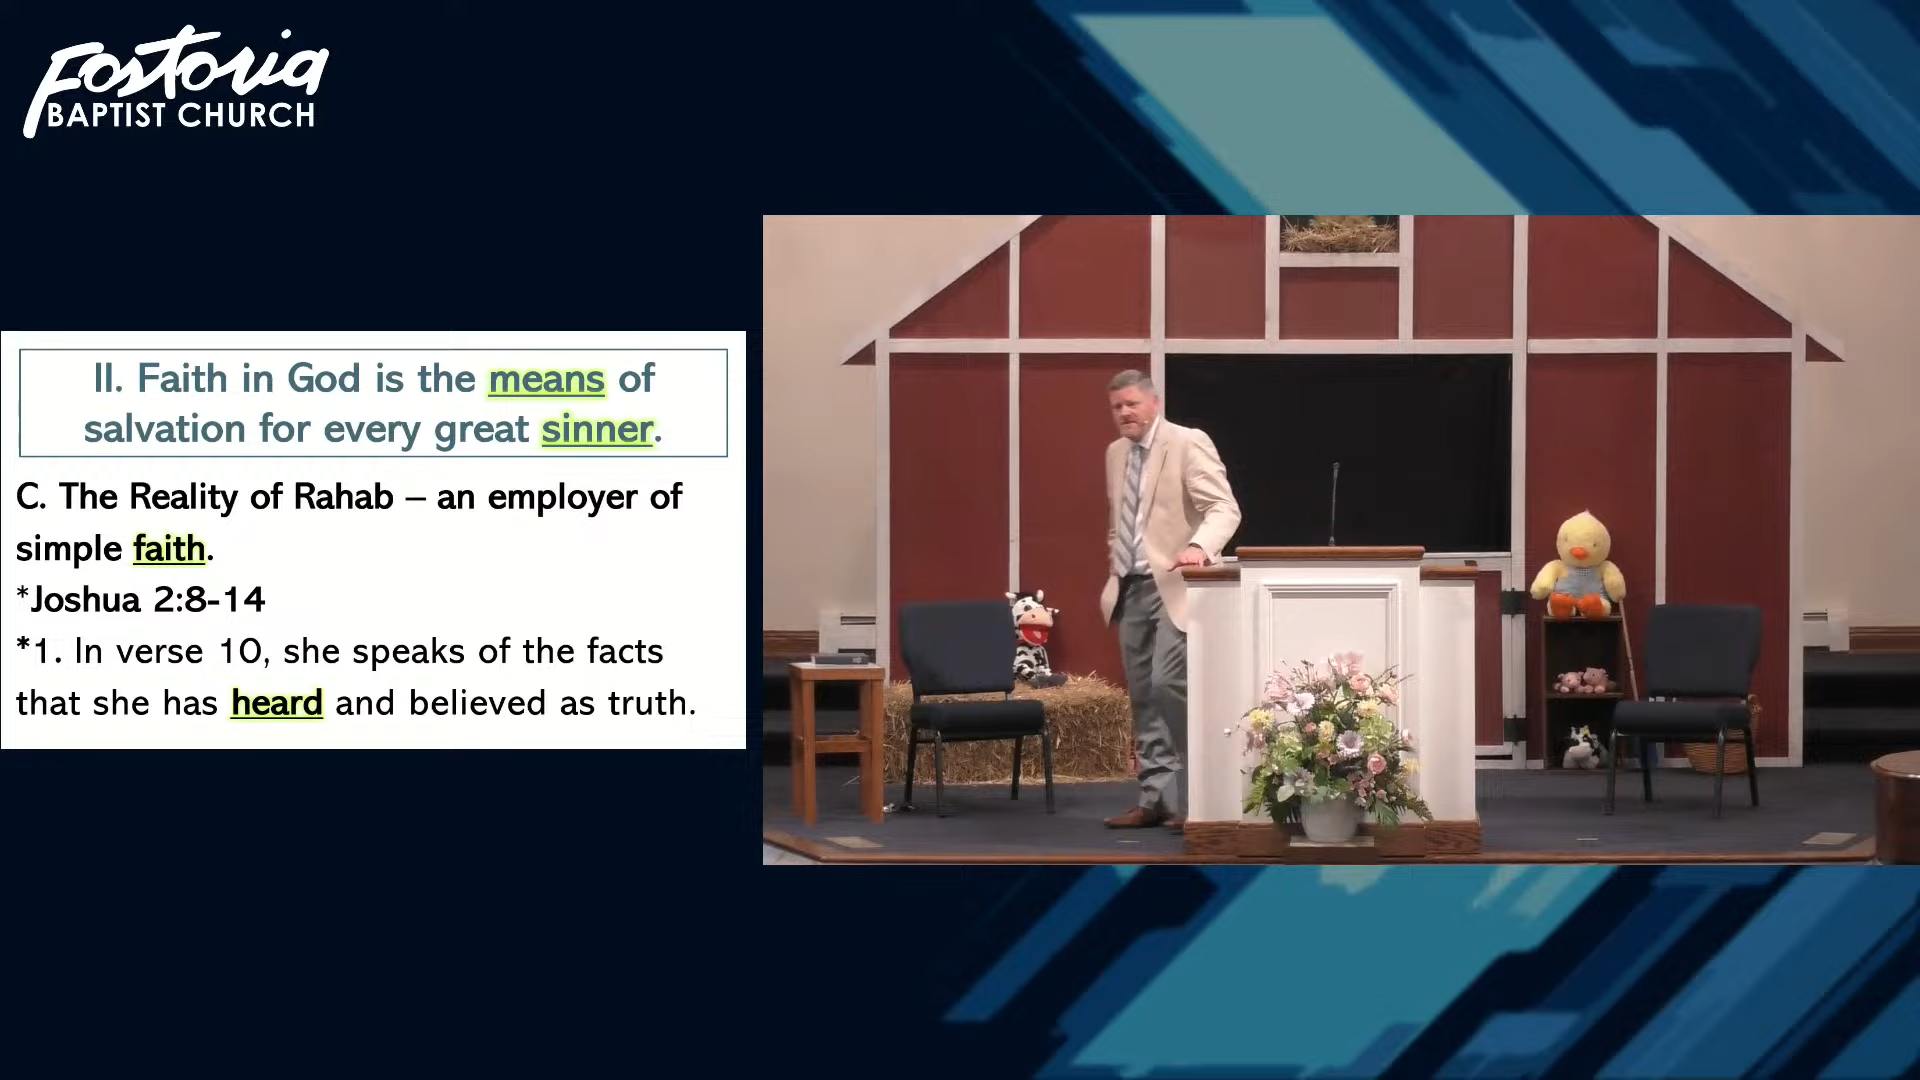 Fostoria
BAPTIST CHURCH
II. Faith in God is the means of
salvation for every great sinner.
C. The Reality of Rahab – an employer of
simple faith.
*Joshua 2:8-14
*1. In verse 10, she speaks of the facts
that she has heard and believed as truth.